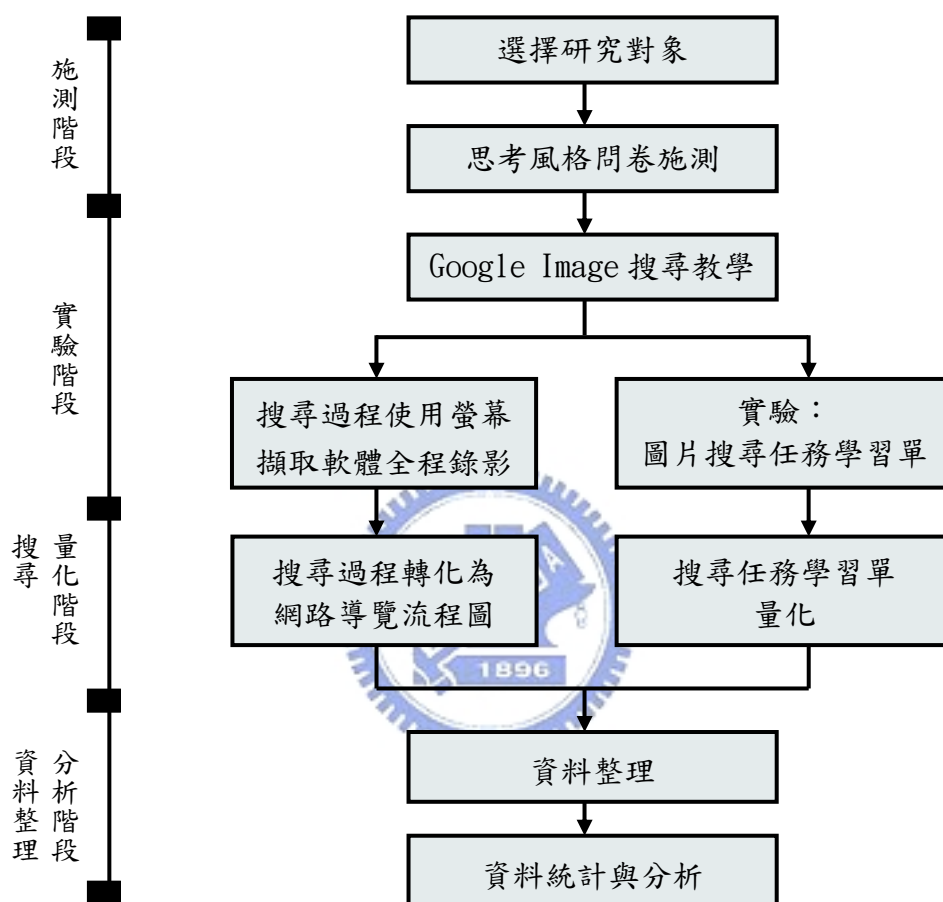 施測階段
選擇研究對象
思考風格問卷施測
實驗階段
Google Image 搜尋教學
搜尋過程使用螢幕
擷取軟體全程錄影
實驗：
圖片搜尋任務學習單
搜尋
量化階段
搜尋過程轉化為
網路導覽流程圖
搜尋任務學習單
量化
1896
資料整理
分析階段
資料整理
資料統計與分析